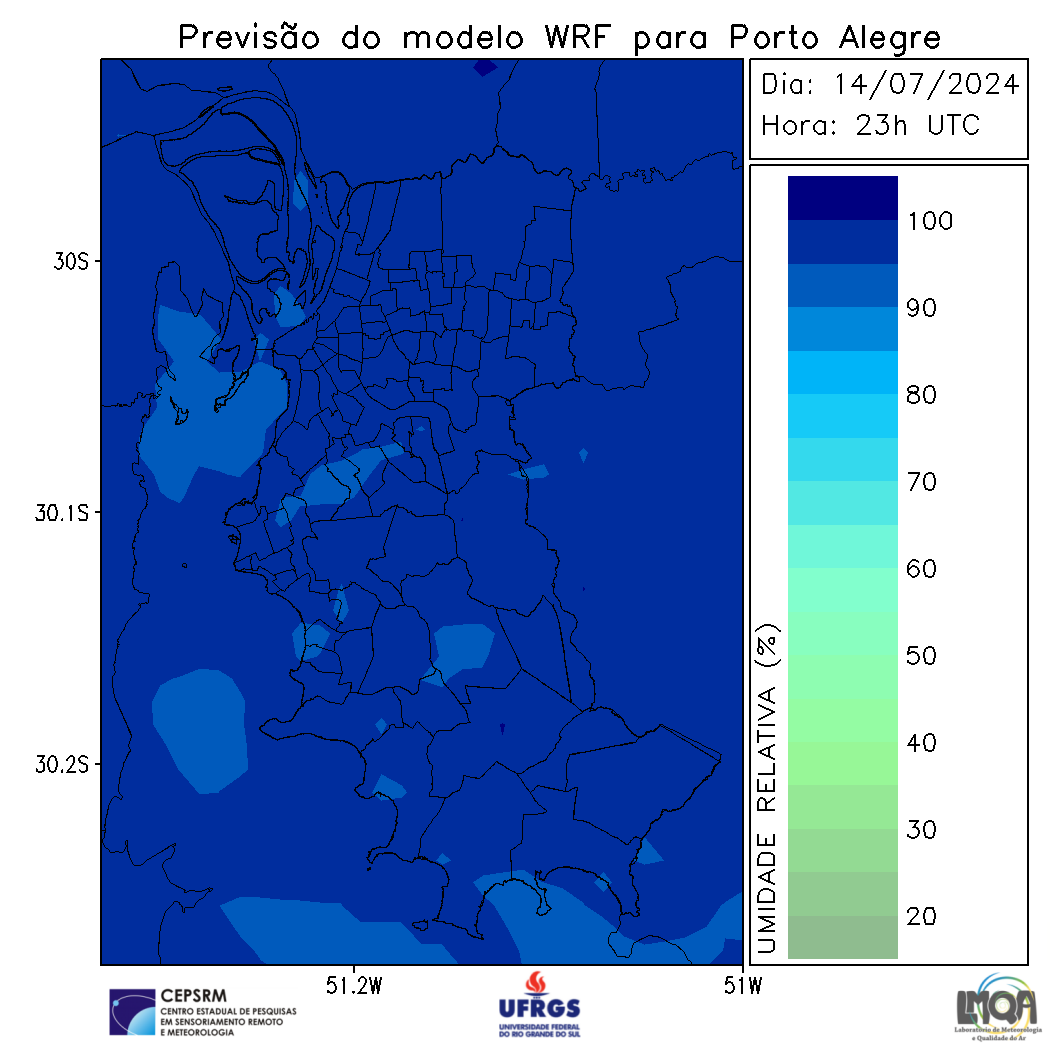 Previsão do modelo WRF para Porto Alegre
Dia: 14/07/2024
Hora: 23h UTC
100
90
80
70
60
50
40
30
20
UMIDADE RELATIVA (%)
30S
30.1S
30.2S
51.2W
51W
CEPSRM
CENTRO ESTADUAL DE PESQUISAS
EM SENSORIAMENTO REMOTO
E METEOROLOGIA
UFRGS
UNIVERSIDADE FEDERAL
DO RIO GRANDE DO SUL
LMQA
Laboratório de Meteorologia
e Qualidade do Ar